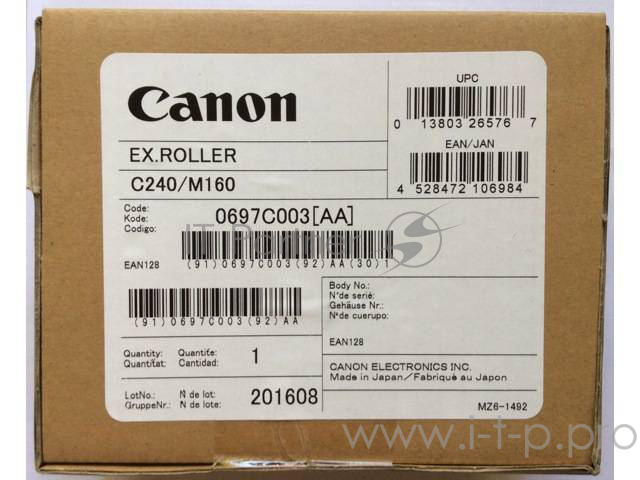 Canon
UPC
0 13803 26576 7
EAN/JAN
4 528472 106984
EX.ROLLER
C240/M160
Code:
Kode:
Codigo:
0697C003[AA]
IT Partner
EAN128
(91)0697C003(92)AA(30)1
(91)0697C003(92)AA
Body No.:
N°de serié:
Gehäuse Nr.:
N°de cuerupo:
EAN128
Quantity: Quantite:
Quantitat: Cantidad:
1
CANON ELECTRONICS INC.
Made in Japan/Fabriqué au Japon
LotNo.: N de lot:
GruppeNr.: N de lote:
201608
MZ6-1492
www.i-t-p.pro